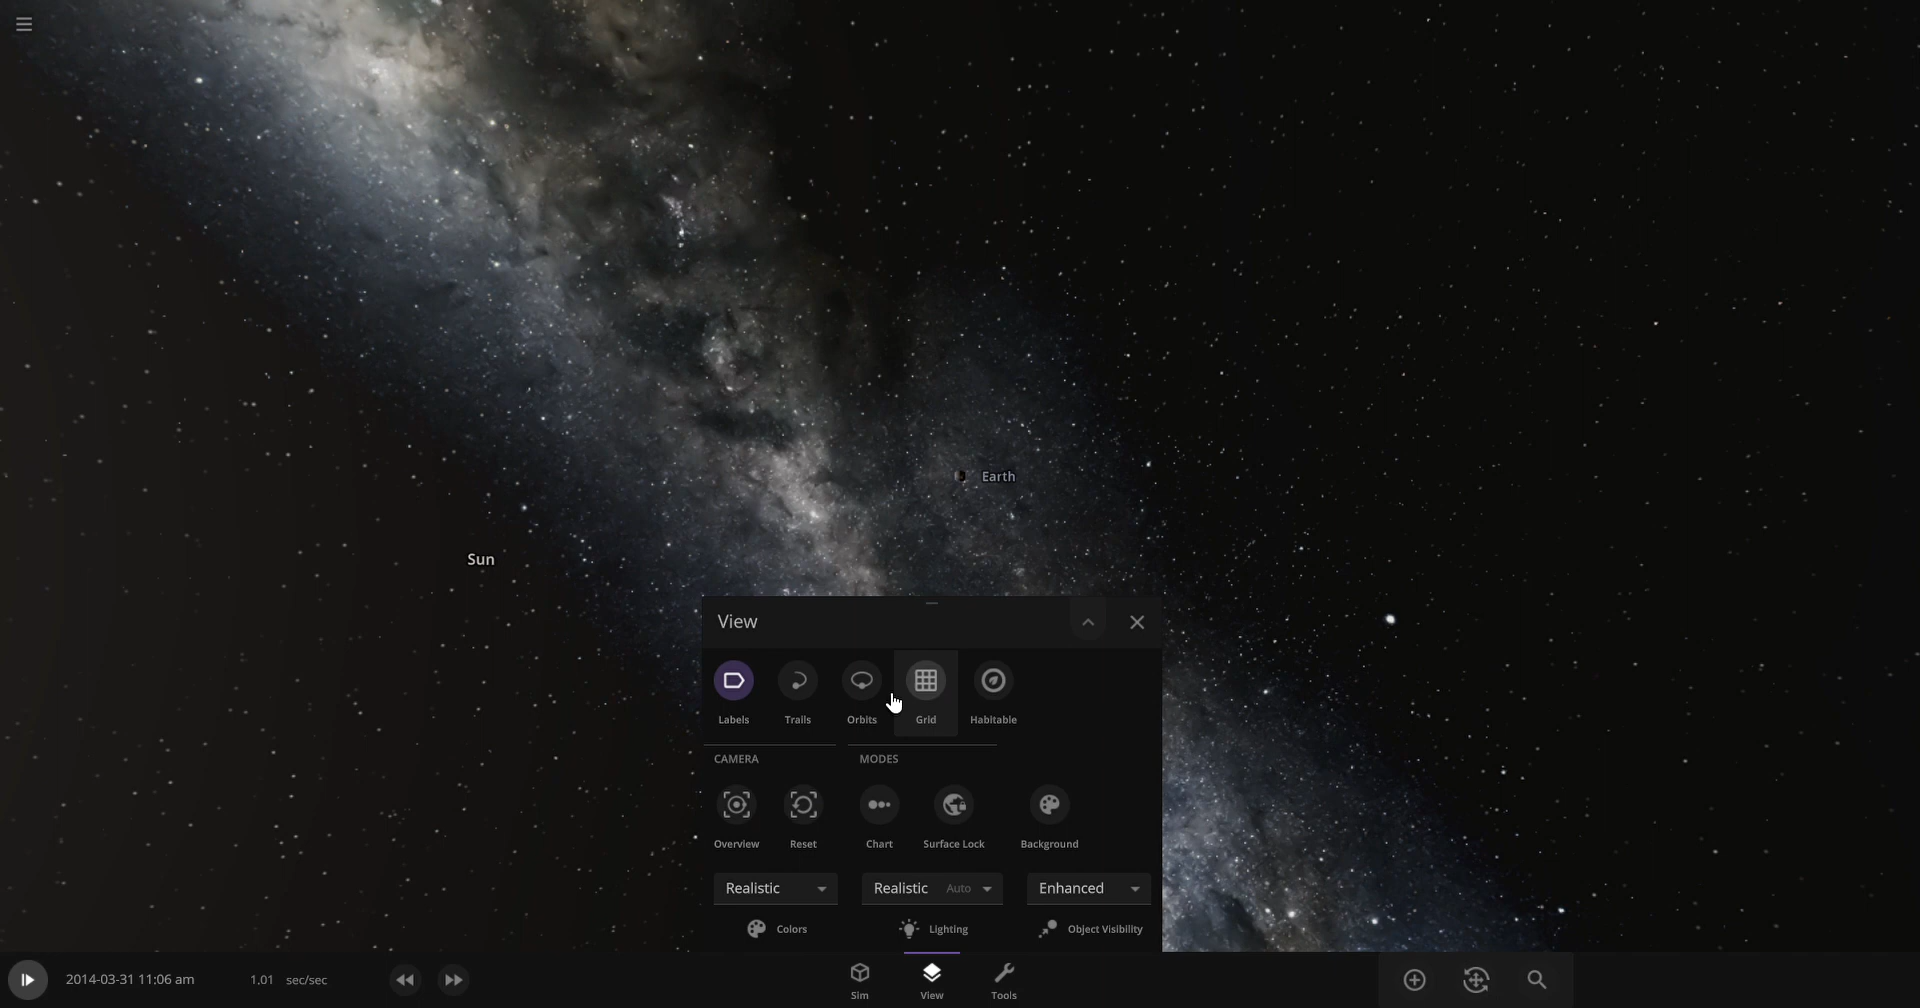 Earth
Sun
View
Labels Trails Orbits Grid Habitable
CAMERA MODES
Overview Reset Chart Surface Lock Background
Realistic Realistic Auto Enhanced
Colors Lighting Object Visibility
2014-03-31 11:06 am 1.01 sec/sec Sim View Tools